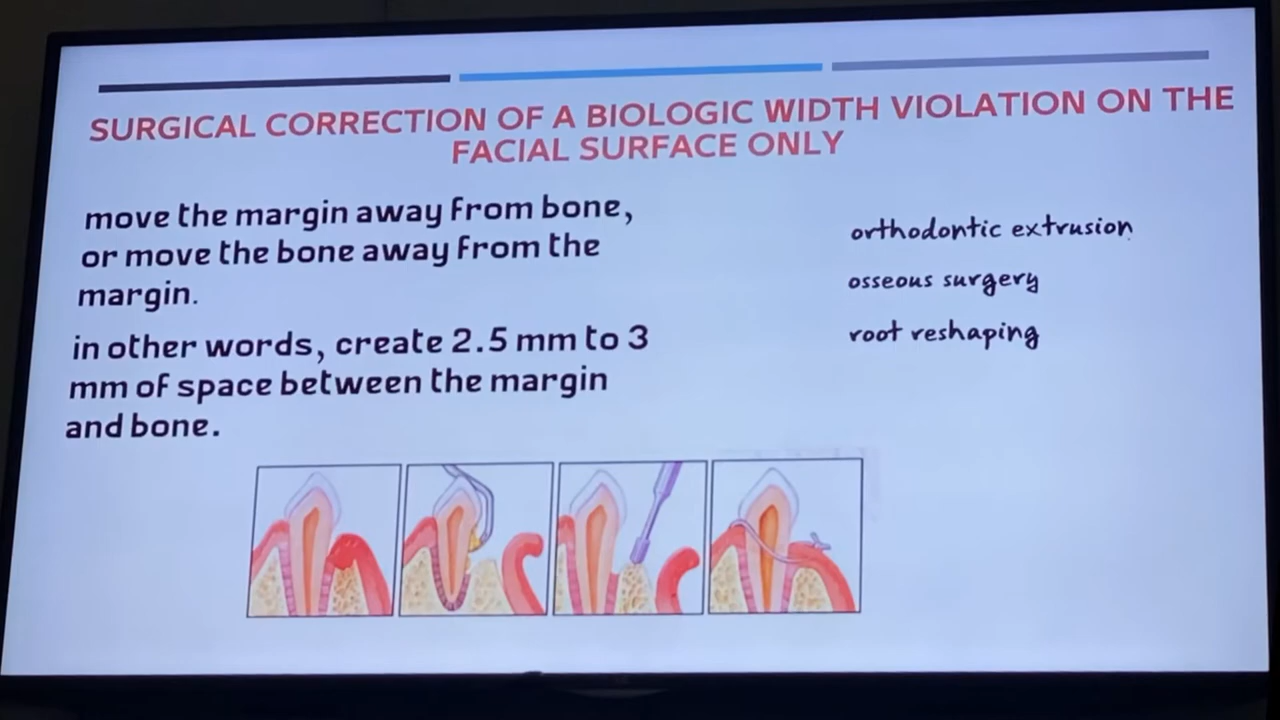 SURGICAL CORRECTION OF A BIOLOGIC WIDTH VIOLATION ON THE
FACIAL SURFACE ONLY
move the margin away from bone,
or move the bone away from the
margin.
in other words, create 2.5 mm to 3
mm of space between the margin
and bone.
orthodontic extrusion
osseous surgery
root reshaping